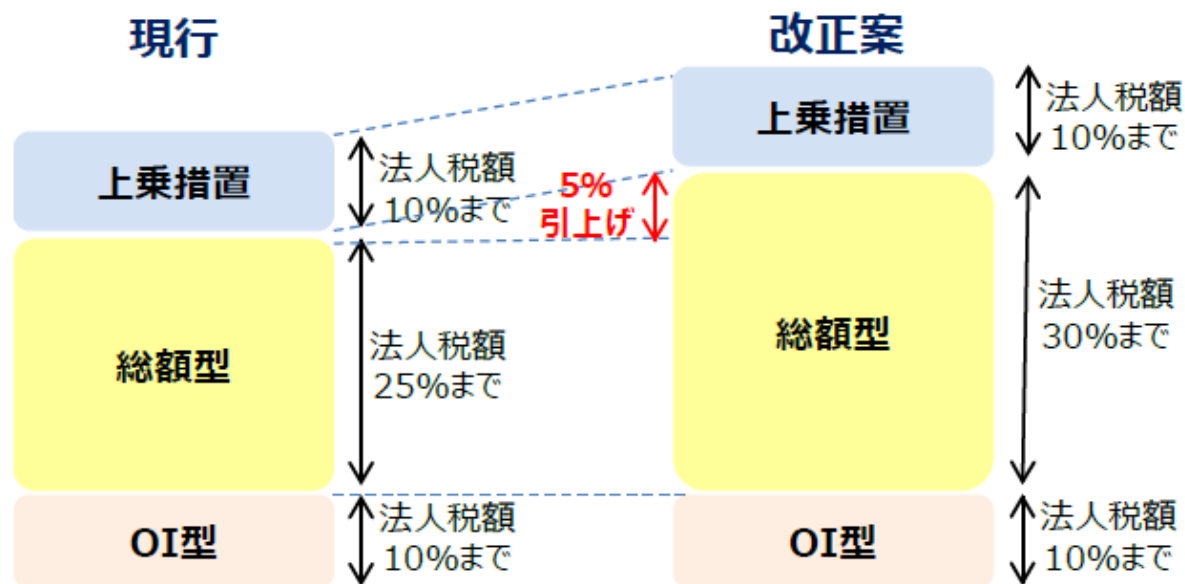 現行
上乗措置
法人税額
10%まで
総額型
法人税額
25%まで
OI型
法人税額
10%まで
5%
引上げ
改正案
上乗措置
法人税額
10%まで
総額型
法人税額
30%まで
OI型
法人税額
10%まで